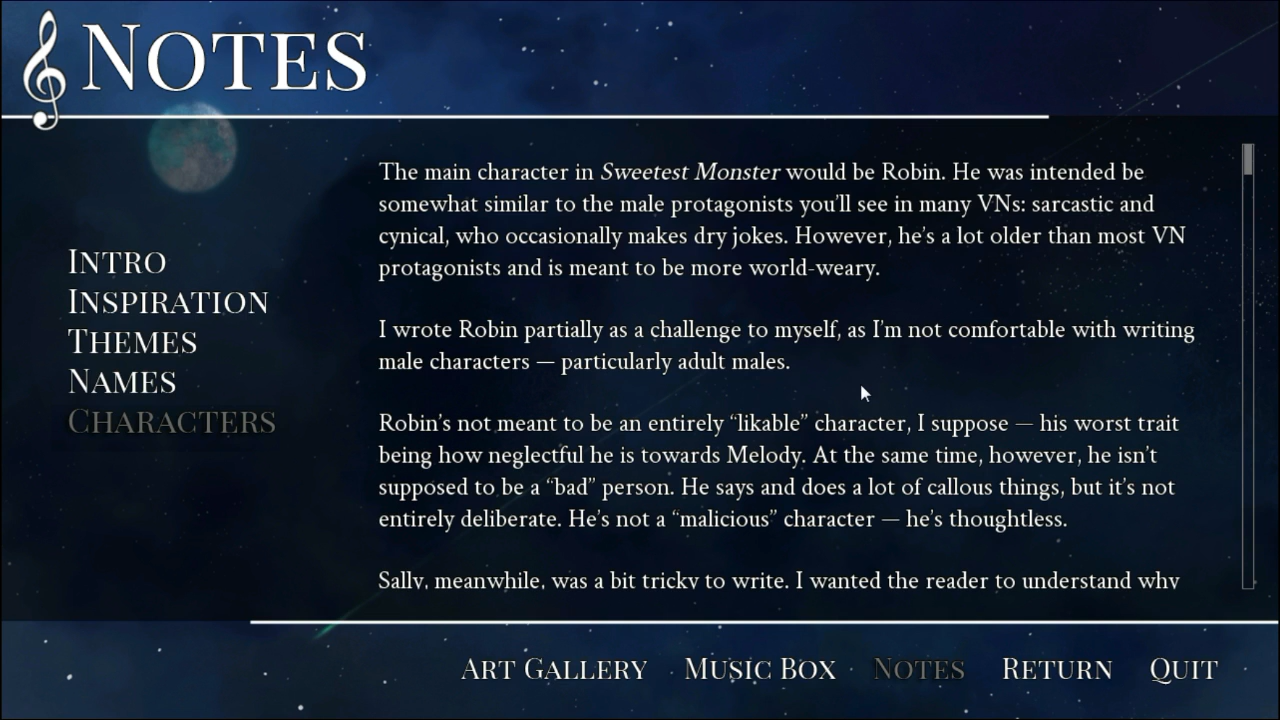 Notes
Intro
Inspiration
Themes
Names
Characters
The main character in Sweetest Monster would be Robin. He was intended be
somewhat similar to the male protagonists you'll see in many VNs: sarcastic and
cynical, who occasionally makes dry jokes. However, he's a lot older than most VN
protagonists and is meant to be more world-weary.
I wrote Robin partially as a challenge to myself, as I'm not comfortable with writing
male characters — particularly adult males.
Robin's not meant to be an entirely “likable” character, I suppose — his worst trait
being how neglectful he is towards Melody. At the same time, however, he isn't
supposed to be a “bad” person. He says and does a lot of callous things, but it's not
entirely deliberate. He's not a “malicious” character — he's thoughtless.
Sally, meanwhile, was a bit tricky to write. I wanted the reader to understand why
Art Gallery Music Box Notes Return Quit